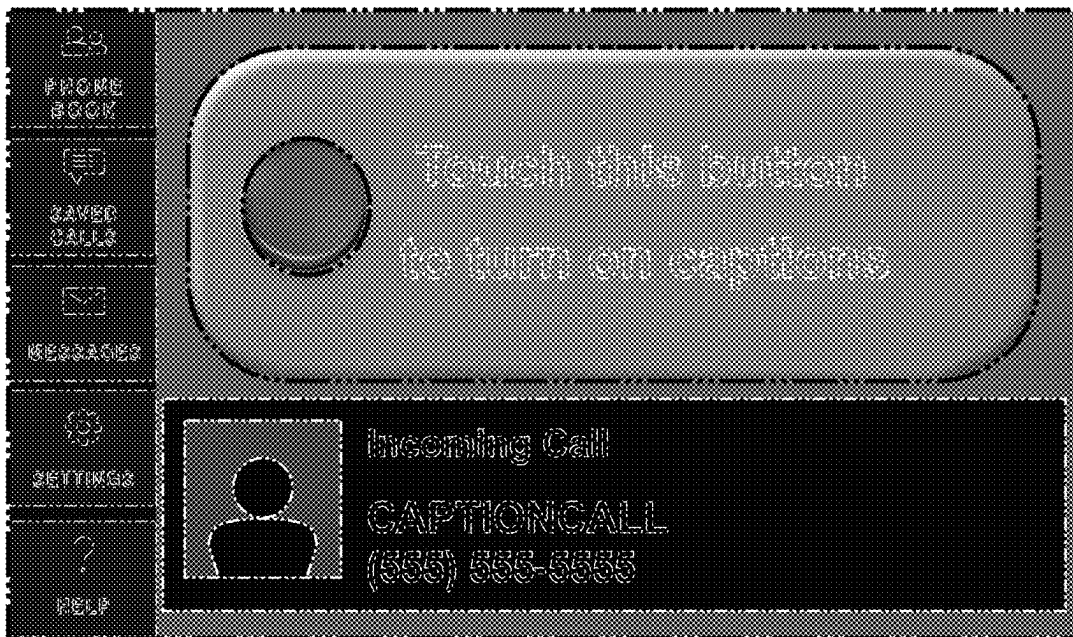 PHONE
BOOK
SAVED
CALLS
MESSAGES
SETTINGS
?
HELP
Touch this button
to turn on captions
Incoming Call
CAPTIONCALL
(555) 555-5555